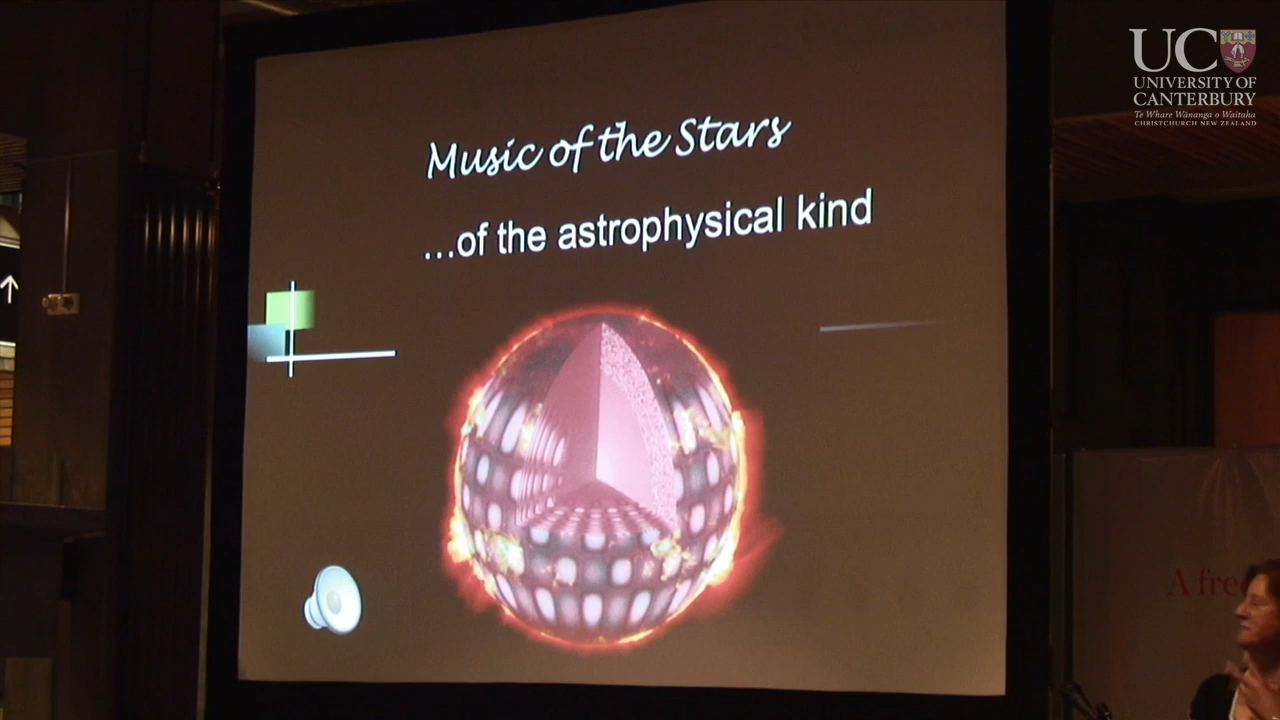 Music of the Stars
...of the astrophysical kind
UC
UNIVERSITY OF
CANTERBURY
Te Whare Wānanga o Waitaha
CHRISTCHURCH NEW ZEALAND
A free